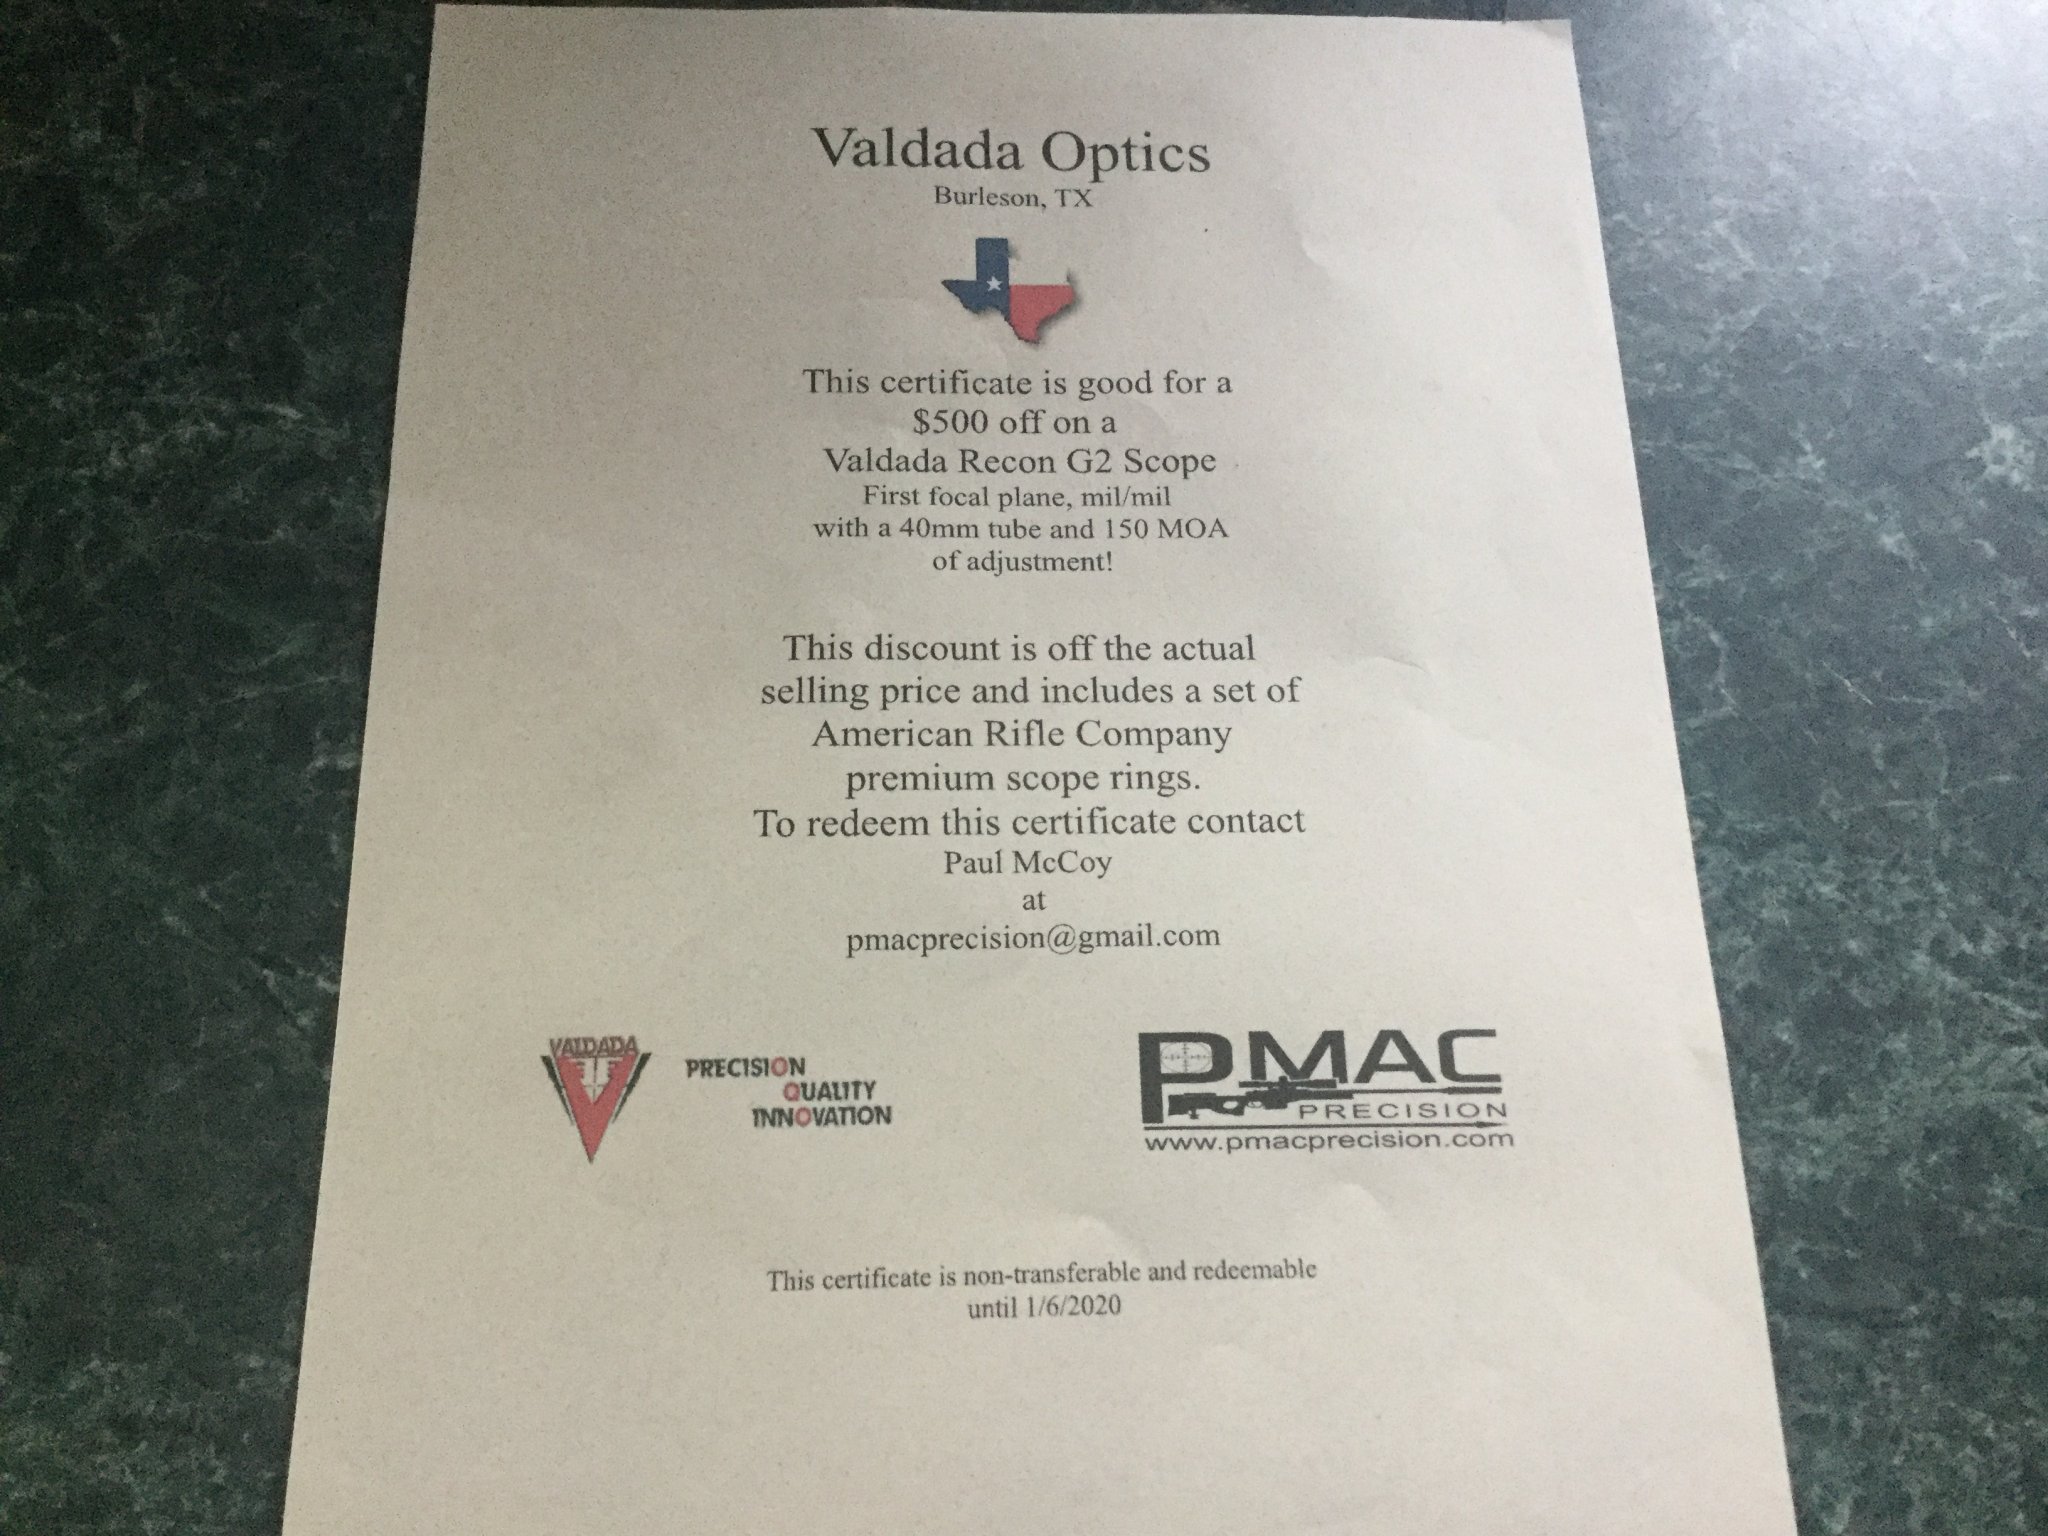 Valdada Optics
Burleson, TX
This certificate is good for a
$500 off on a
Valdada Recon G2 Scope
First focal plane, mil/mil
with a 40mm tube and 150 MOA
of adjustment!
This discount is off the actual
selling price and includes a set of
American Rifle Company
premium scope rings.
To redeem this certificate contact
Paul McCoy
at
pmacprecision@gmail.com
VALDADA
PRECISION
QUALITY
INNOVATION
PMAC
PRECISION
www.pmacprecision.com
This certificate is non-transferable and redeemable
until 1/6/2020